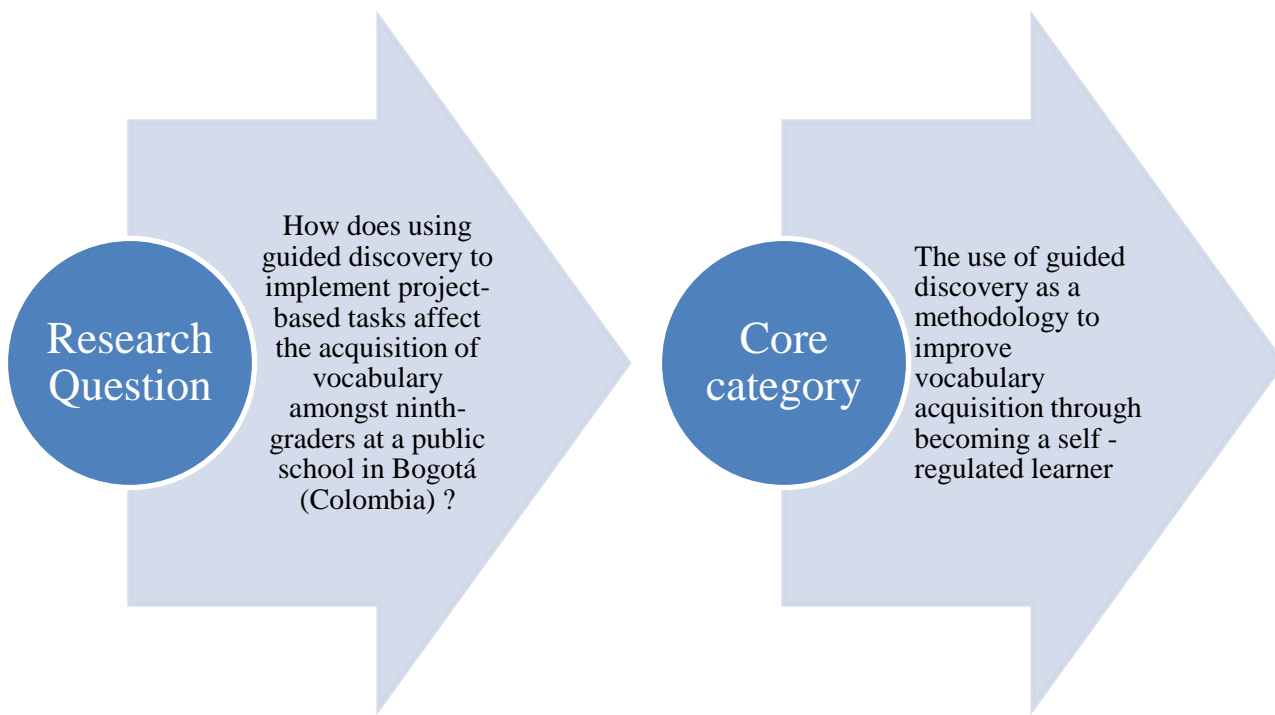 Research
Question
How does using
guided discovery to
implement project-
based tasks affect
the acquisition of
vocabulary
amongst ninth-
graders at a public
school in Bogotá
(Colombia) ?
Core
category
The use of guided
discovery as a
methodology to
improve
vocabulary
acquisition through
becoming a self -
regulated learner